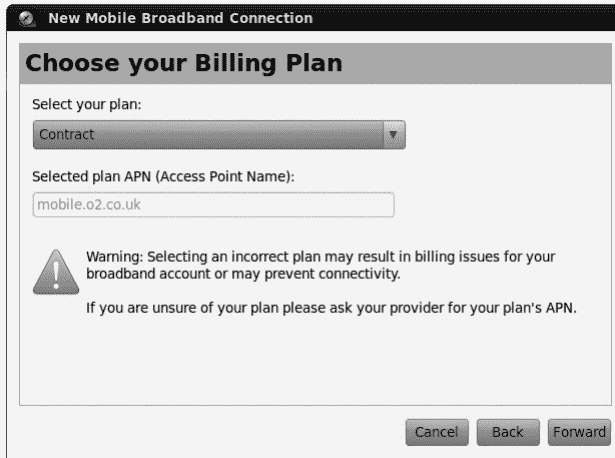 New Mobile Broadband Connection
Choose your Billing Plan
Select your plan:
Contract
Selected plan APN (Access Point Name):
mobile.o2.co.uk
Warning: Selecting an incorrect plan may result in billing issues for your
broadband account or may prevent connectivity.
If you are unsure of your plan please ask your provider for your plan's APN.
Cancel Back Forward